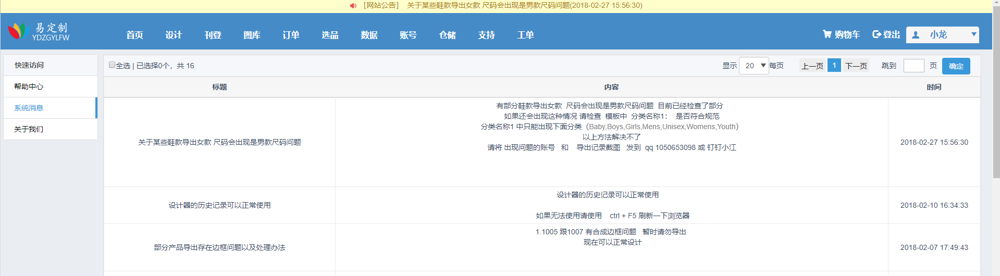 ［网站公告］ 关于某些鞋款导出女款 尺码会出现是男款尺码问题(2018-02-27 15:56:30)
易定制
YDZGYLFW
首页 设计 刊登 图库 订单 选品 数据 账号 仓储 支持 工单 购物车 登出 小龙
快速访问
帮助中心
系统消息
关于我们
全选 | 已选择0个，共 16 显示 20 每页 上一页 1 下一页 跳到 页 确定
标题 内容 时间
关于某些鞋款导出女款 尺码会出现是男款尺码问题
有部分鞋款导出女款 尺码会出现是男款尺码问题 目前已经检查了部分
如果还会出现这种情况 请检查 模板中 分类名称1： 是否符合规范
分类名称1 中只能出现下面分类（Baby,Boys,Girls,Mens,Unisex,Womens,Youth）
以上方法解决不了
请将 出现问题的账号 和 导出记录截图 发到 qq 1050653098 或 钉钉小江
2018-02-27 15:56:30
设计器的历史记录可以正常使用
设计器的历史记录可以正常使用
如果无法使用请使用 ctrl + F5 刷新一下浏览器
2018-02-10 16:34:33
部分产品导出存在边框问题以及处理办法
1.1005 跟1007 有合成边框问题 暂时请勿导出
现在可以正常设计
2018-02-07 17:49:43